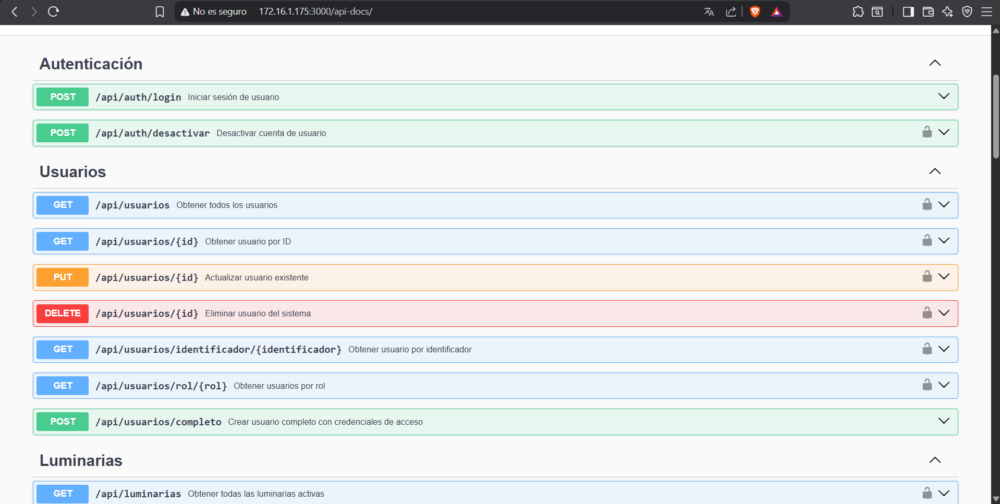 No es seguro 172.16.1.175:3000/api-docs/
Autenticación
POST /api/auth/login Iniciar sesión de usuario
POST /api/auth/desactivar Desactivar cuenta de usuario
Usuarios
GET /api/usuarios Obtener todos los usuarios
GET /api/usuarios/{id} Obtener usuario por ID
PUT /api/usuarios/{id} Actualizar usuario existente
DELETE /api/usuarios/{id} Eliminar usuario del sistema
GET /api/usuarios/identificador/{identificador} Obtener usuario por identificador
GET /api/usuarios/rol/{rol} Obtener usuarios por rol
POST /api/usuarios/completo Crear usuario completo con credenciales de acceso
Luminarias
GET /api/luminarias Obtener todas las luminarias activas